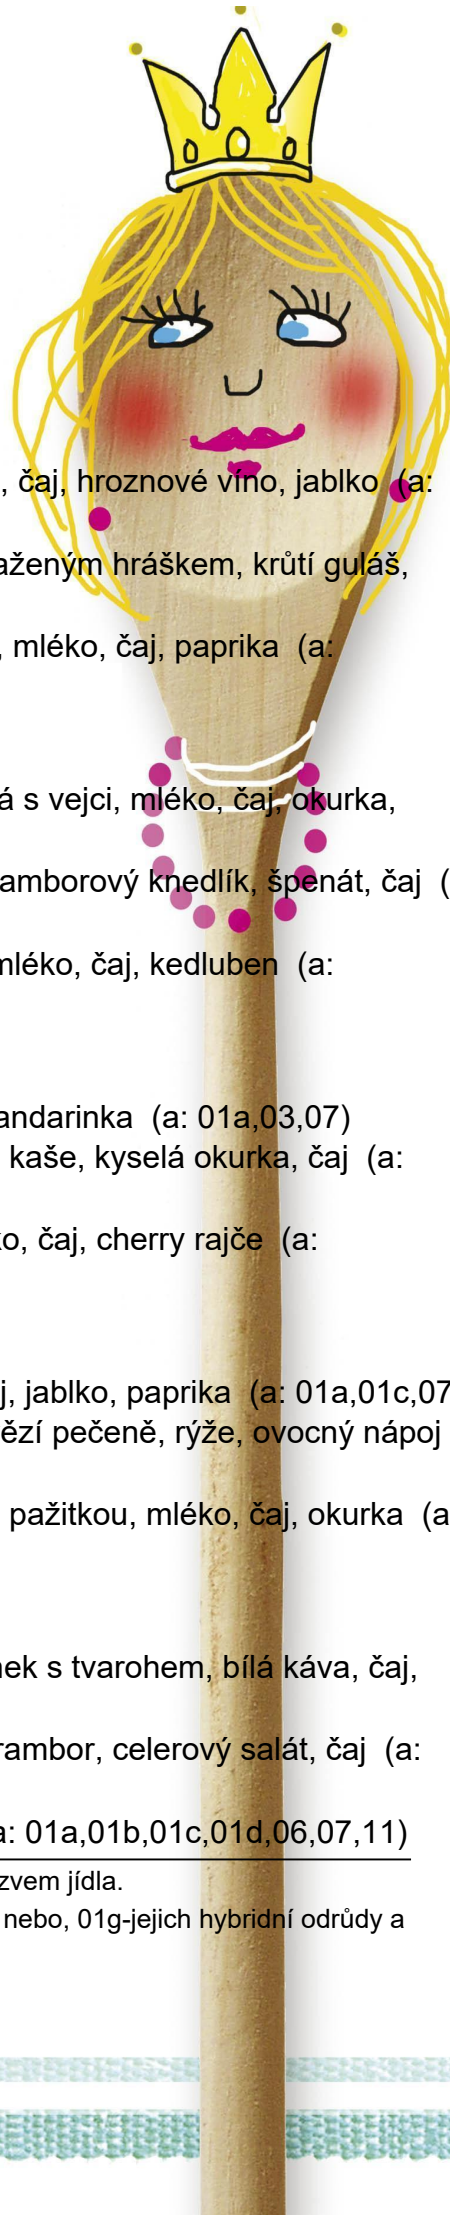 , čaj, hroznové víno, jablko (a:
aženým hráškem, krůtí guláš,
, mléko, čaj, paprika (a:
á s vejci, mléko, čaj, okurka,
amborový knedlík, špenát, čaj (
mléko, čaj, kedluben (a:
andarinka (a: 01a,03,07)
kaše, kyselá okurka, čaj (a:
ko, čaj, cherry rajče (a:
j, jablko, paprika (a: 01a,01c,07
ězí pečeně, rýže, ovocný nápoj
pažitkou, mléko, čaj, okurka (a
nek s tvarohem, bílá káva, čaj,
rambor, celerový salát, čaj (a:
a: 01a,01b,01c,01d,06,07,11)
zvem jídla.
nebo, 01g-jejich hybridní odrůdy a